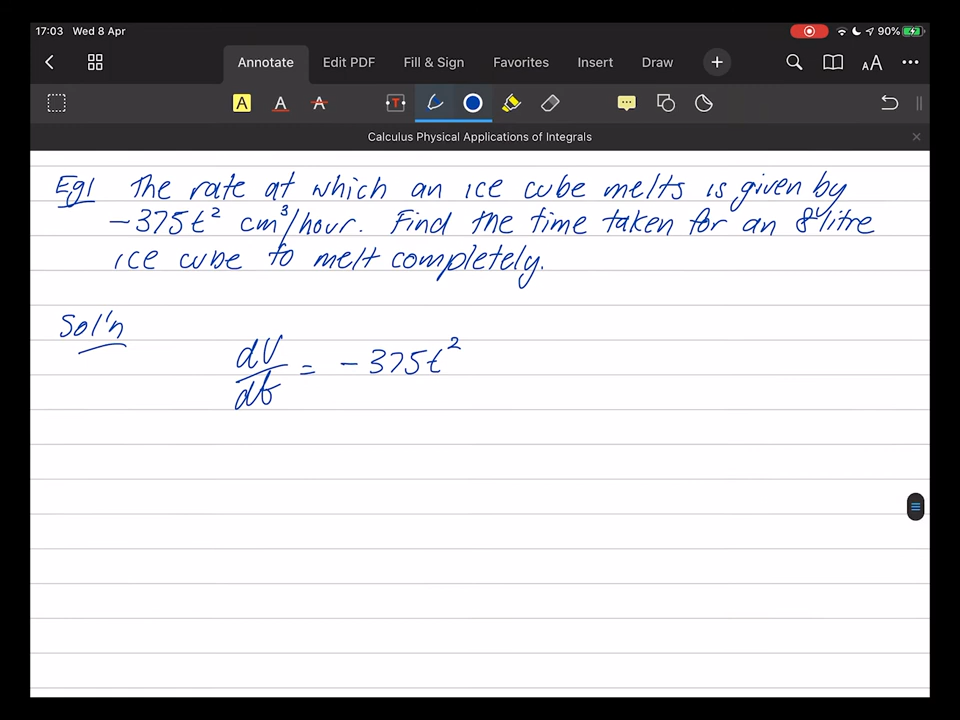 17:03 Wed 8 Apr 90%
Annotate Edit PDF Fill & Sign Favorites Insert Draw
Calculus Physical Applications of Integrals
Eg1 The rate at which an ice cube melts is given by
-375t² cm³/hour. Find the time taken for an 8 litre
ice cube to melt completely.
Sol'n
dV/dt = -375t²